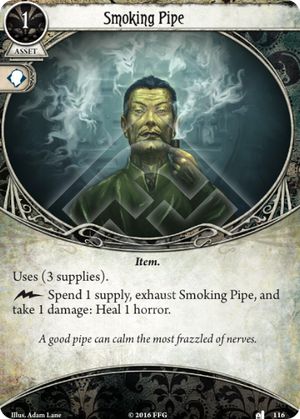 1
Smoking Pipe
ASSET
Item.
Uses (3 supplies).
Spend 1 supply, exhaust Smoking Pipe, and
take 1 damage: Heal 1 horror.
A good pipe can calm the most frazzled of nerves.
Illus. Adam Lane
© 2016 FFG
116